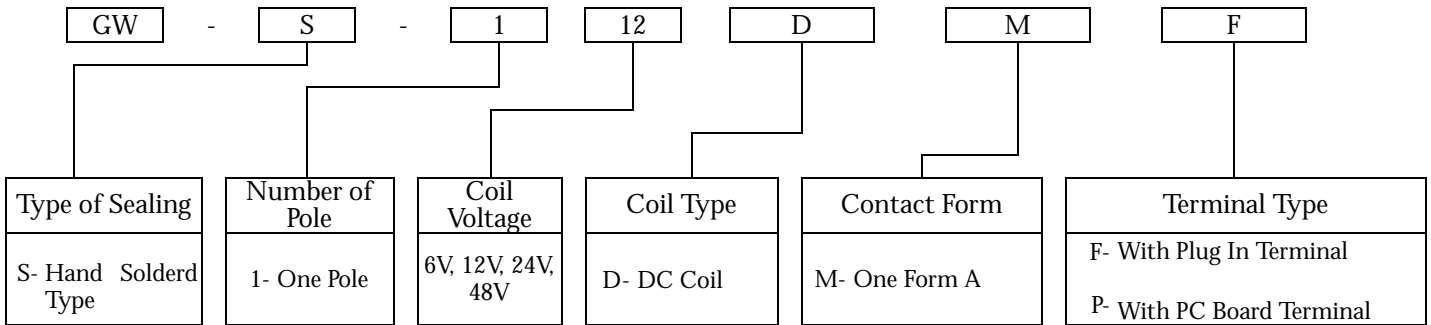 GW - S - 1 12 D M F
Type of Sealing
S- Hand Solderd
Type
Number of
Pole
1- One Pole
Coil
Voltage
6V, 12V, 24V,
48V
Coil Type
D- DC Coil
Contact Form
M- One Form A
Terminal Type
F- With Plug In Terminal
P- With PC Board Terminal